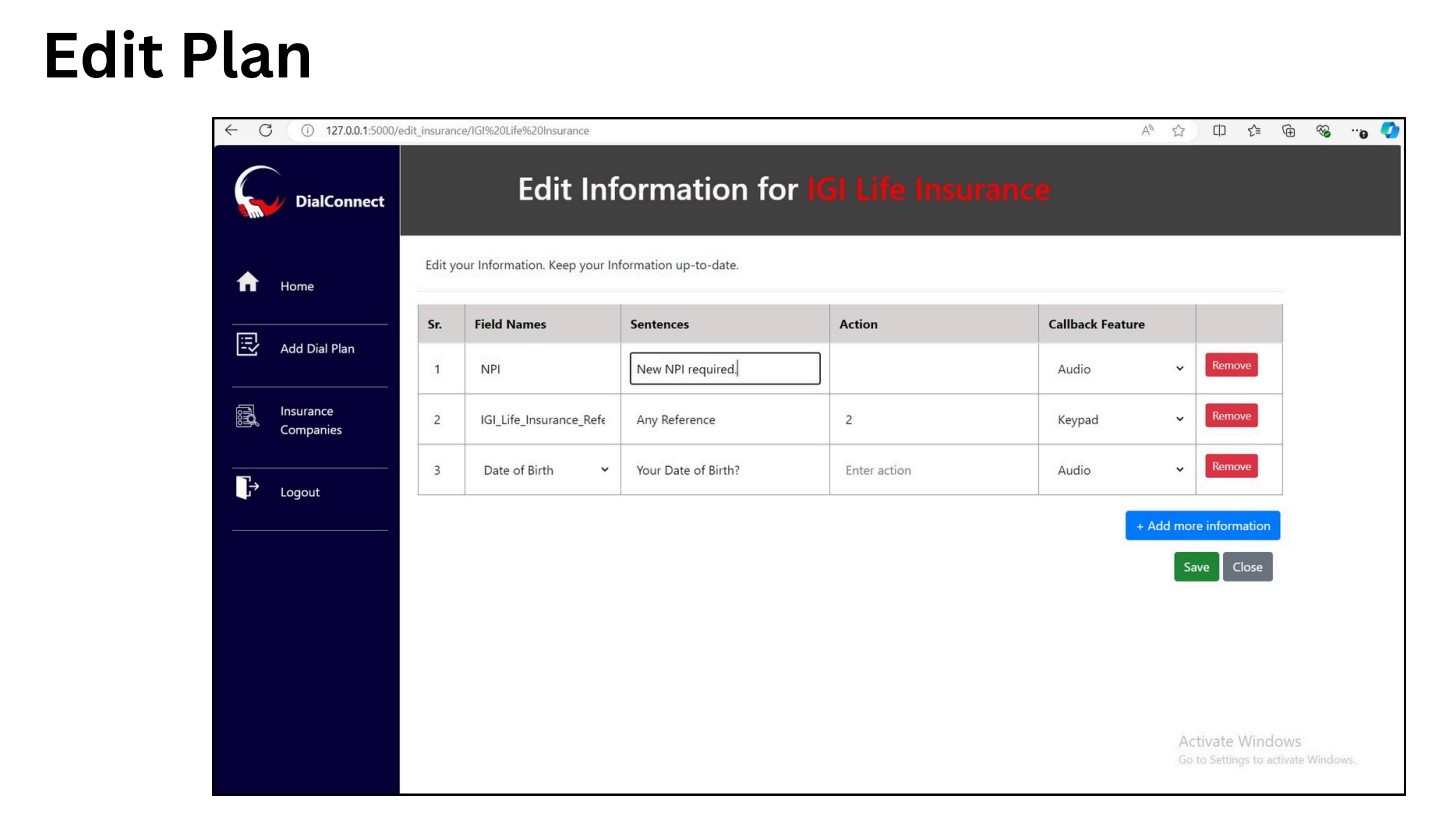 Edit Plan
127.0.0.1:5000/edit_insurance/IGI%20Life%20Insurance
DialConnect
Edit Information for IGI Life Insurance
Home
Add Dial Plan
Insurance
Companies
Logout
Edit your Information. Keep your Information up-to-date.
Sr. Field Names Sentences Action Callback Feature
1 NPI New NPI required. Audio Remove
2 IGI_Life_Insurance_Refe Any Reference 2 Keypad Remove
3 Date of Birth Your Date of Birth? Enter action Audio Remove
+ Add more information
Save Close
Activate Windows
Go to Settings to activate Windows.